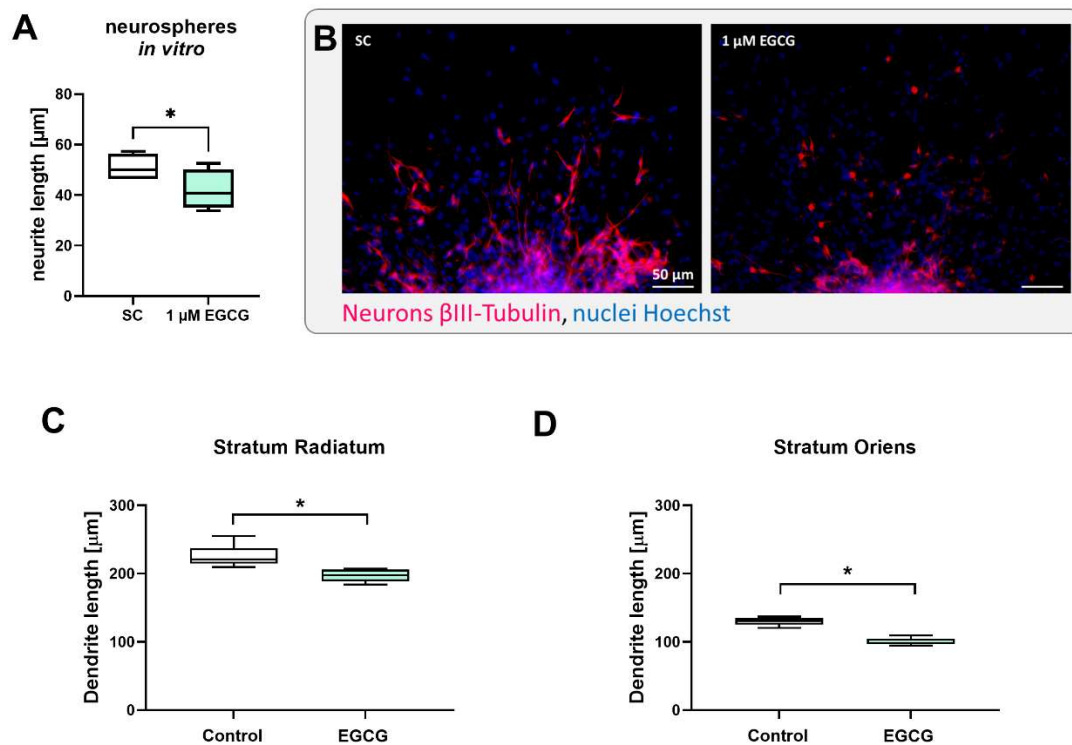 A
neurospheres
in vitro
*
neurite length [µm]
80
60
40
20
0
SC
1 µM EGCG
B
SC
1 µM EGCG
50 µm
Neurons βIII-Tubulin, nuclei Hoechst
C
Stratum Radiatum
*
Dendrite length [µm]
300
200
100
0
Control
EGCG
D
Stratum Oriens
*
Dendrite length [µm]
300
200
100
0
Control
EGCG